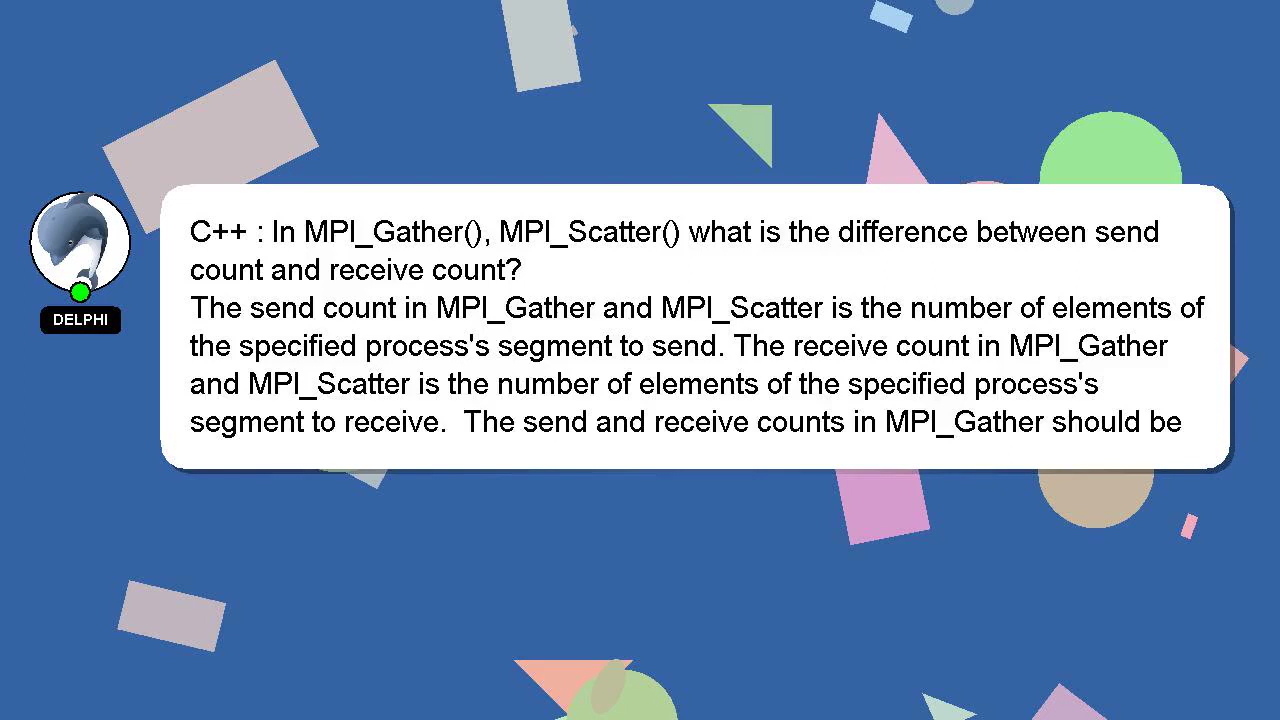 C++ : In MPI_Gather(), MPI_Scatter() what is the difference between send
count and receive count?
The send count in MPI_Gather and MPI_Scatter is the number of elements of
the specified process's segment to send. The receive count in MPI_Gather
and MPI_Scatter is the number of elements of the specified process's
segment to receive.  The send and receive counts in MPI_Gather should be
DELPHI